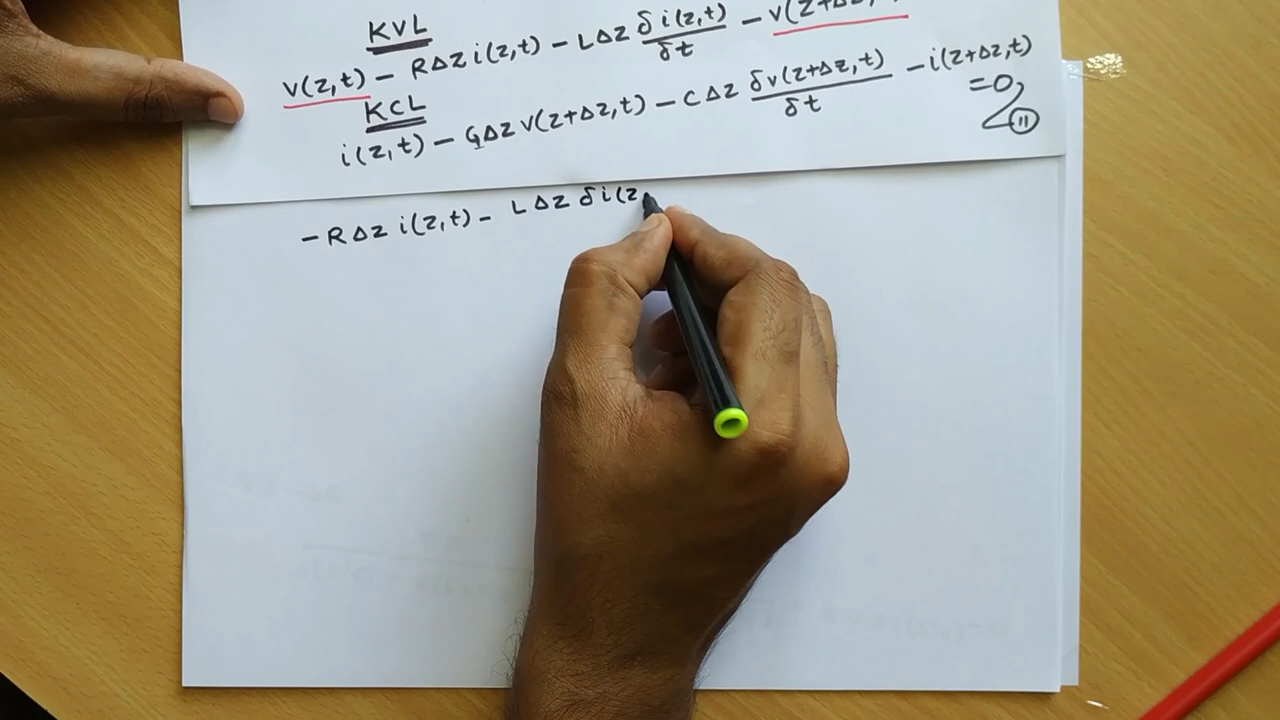 KVL
v(z,t) - RΔz i(z,t) - LΔz δi(z,t)/δt - v(z+Δz,
KCL
i(z,t) - GΔz v(z+Δz,t) - CΔz δv(z+Δz,t)/δt - i(z+Δz,t)
=0
11
-RΔz i(z,t) - LΔz δi(z